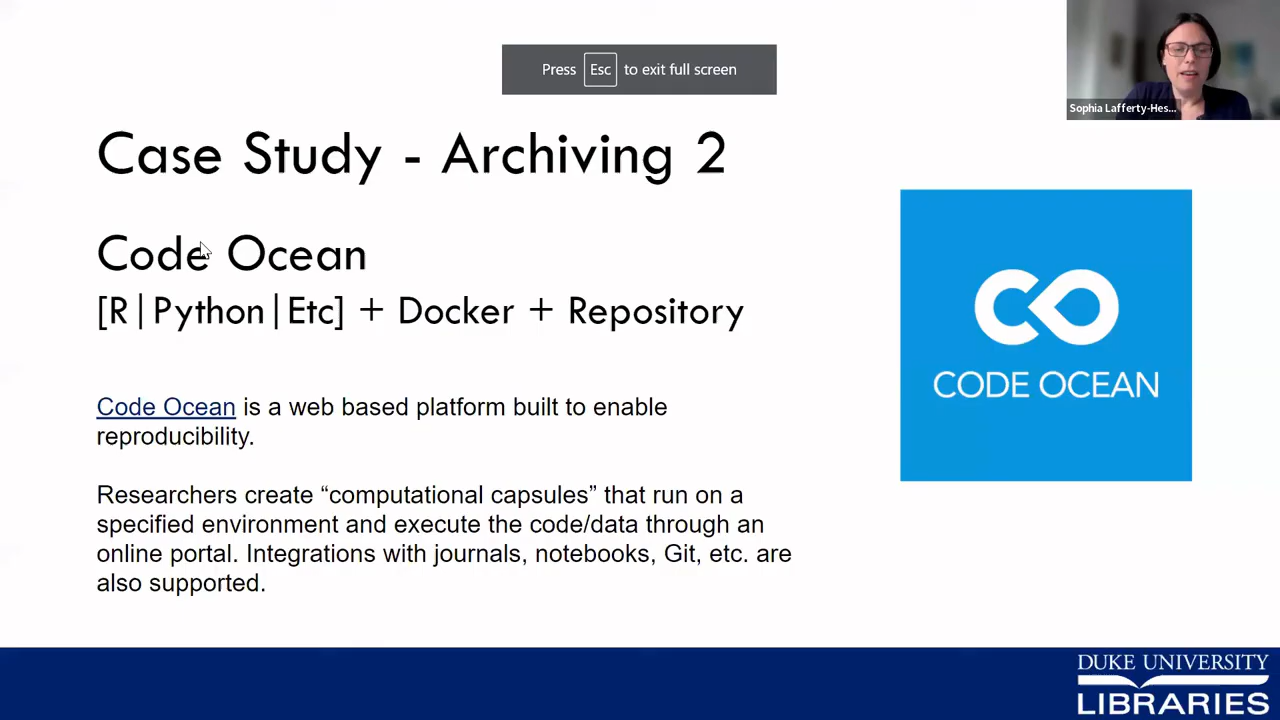 Press Esc to exit full screen
Sophia Lafferty-Hes...
Case Study - Archiving 2
Code Ocean
[R|Python|Etc] + Docker + Repository
Code Ocean is a web based platform built to enable
reproducibility.
Researchers create “computational capsules” that run on a
specified environment and execute the code/data through an
online portal. Integrations with journals, notebooks, Git, etc. are
also supported.
CODE OCEAN
DUKE UNIVERSITY
LIBRARIES